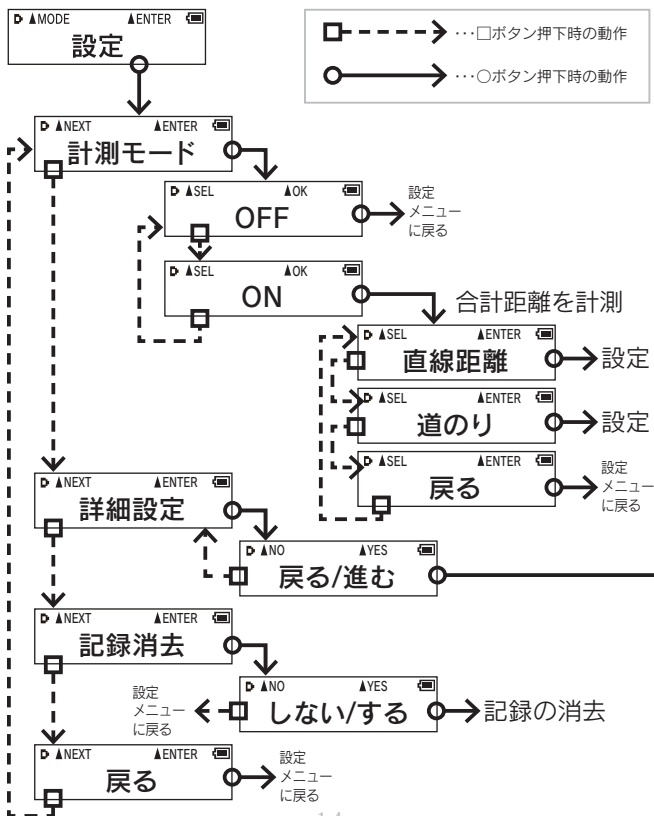 D ▲MODE ▲ENTER
設定
□- - - -> ･･･□ボタン押下時の動作
○―> ･･･○ボタン押下時の動作
D ▲NEXT ▲ENTER
計測モード
D ▲SEL ▲OK
OFF
設定
メニュー
に戻る
D ▲SEL ▲OK
ON
合計距離を計測
D ▲SEL ▲ENTER
直線距離
設定
D ▲SEL ▲ENTER
道のり
設定
D ▲SEL ▲ENTER
戻る
設定
メニュー
に戻る
D ▲NEXT ▲ENTER
詳細設定
D ▲NO ▲YES
戻る/進む
D ▲NEXT ▲ENTER
記録消去
D ▲NO ▲YES
しない/する
設定
メニュー
に戻る
記録の消去
D ▲NEXT ▲ENTER
戻る
設定
メニュー
に戻る
14